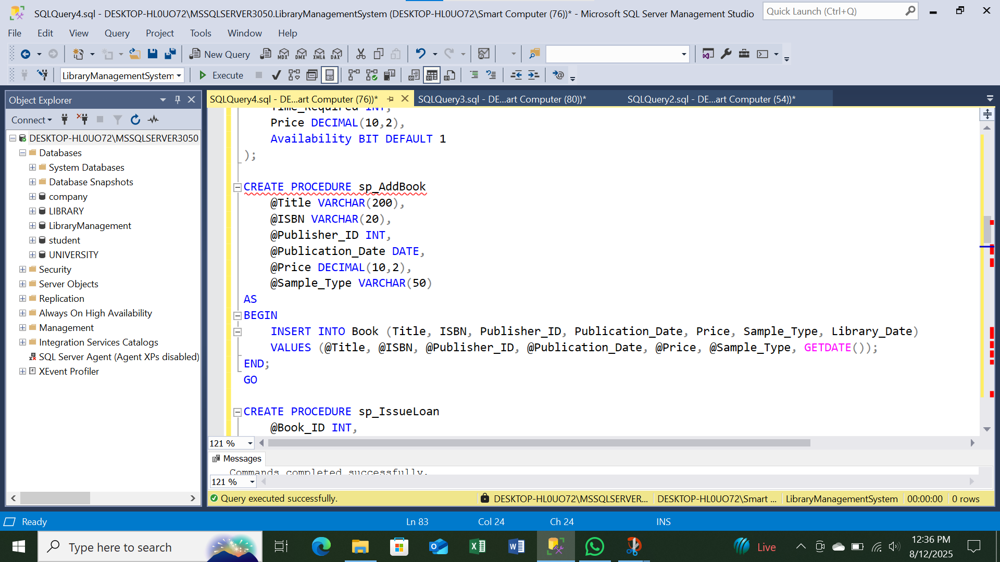 SQLQuery4.sql - DESKTOP-HL0UO72\MSSQLSERVER3050.LibraryManagementSystem (DESKTOP-HL0UO72\Smart Computer (76))* - Microsoft SQL Server Management Studio
Quick Launch (Ctrl+Q)
File Edit View Query Project Tools Window Help
New Query
MDX DMX XMLA DAX
LibraryManagementSystem
Execute
Object Explorer
Connect
DESKTOP-HL0UO72\MSSQLSERVER3050
Databases
System Databases
Database Snapshots
company
LIBRARY
LibraryManagement
student
UNIVERSITY
Security
Server Objects
Replication
Always On High Availability
Management
Integration Services Catalogs
SQL Server Agent (Agent XPs disabled)
XEvent Profiler
SQLQuery4.sql - DE...art Computer (76))*
SQLQuery3.sql - DE...art Computer (80))*
SQLQuery2.sql - DE...art Computer (54))*
Time_Required INT,
Price DECIMAL(10,2),
Availability BIT DEFAULT 1
);
CREATE PROCEDURE sp_AddBook
@Title VARCHAR(200),
@ISBN VARCHAR(20),
@Publisher_ID INT,
@Publication_Date DATE,
@Price DECIMAL(10,2),
@Sample_Type VARCHAR(50)
AS
BEGIN
INSERT INTO Book (Title, ISBN, Publisher_ID, Publication_Date, Price, Sample_Type, Library_Date)
VALUES (@Title, @ISBN, @Publisher_ID, @Publication_Date, @Price, @Sample_Type, GETDATE());
END;
GO
CREATE PROCEDURE sp_IssueLoan
@Book_ID INT,
121 %
Messages
Commands completed successfully.
121 %
Query executed successfully.
DESKTOP-HL0UO72\MSSQLSERVER...
DESKTOP-HL0UO72\Smart ...
LibraryManagementSystem
00:00:00
0 rows
Ready
Ln 83
Col 24
Ch 24
INS
Type here to search
Live
12:36 PM
8/12/2025